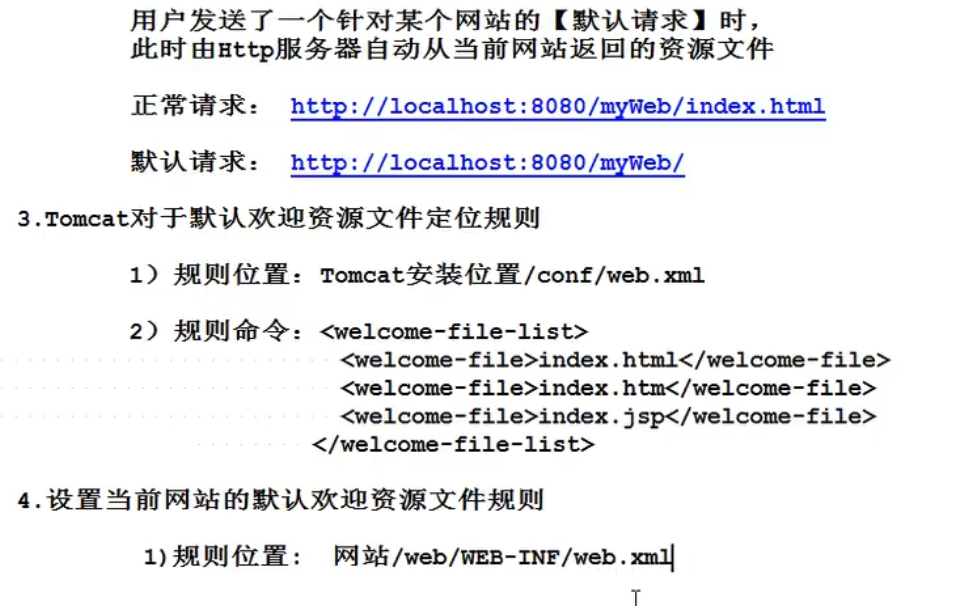 用户发送了一个针对某个网站的【默认请求】时，
此时由Http服务器自动从当前网站返回的资源文件
正常请求： http://localhost:8080/myWeb/index.html
默认请求： http://localhost:8080/myWeb/
3.Tomcat对于默认欢迎资源文件定位规则
1）规则位置：Tomcat安装位置/conf/web.xml
2）规则命令：<welcome-file-list>
<welcome-file>index.html</welcome-file>
<welcome-file>index.htm</welcome-file>
<welcome-file>index.jsp</welcome-file>
</welcome-file-list>
4.设置当前网站的默认欢迎资源文件规则
1)规则位置： 网站/web/WEB-INF/web.xml